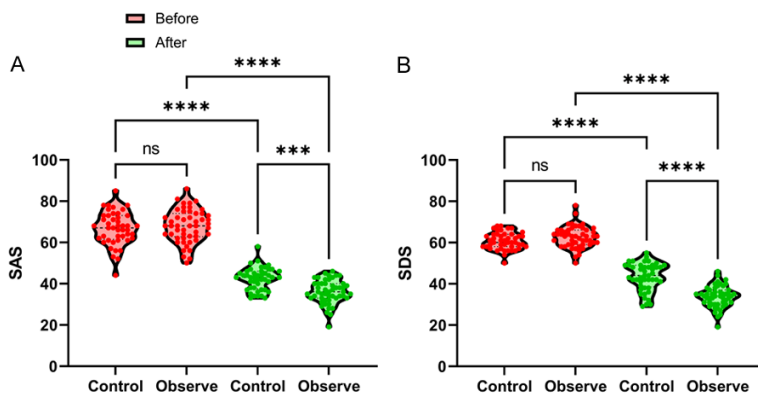 Before
After
A
****
****
ns
***
SAS
100
80
60
40
20
0
Control Observe Control Observe
B
****
****
ns
****
SDS
100
80
60
40
20
0
Control Observe Control Observe